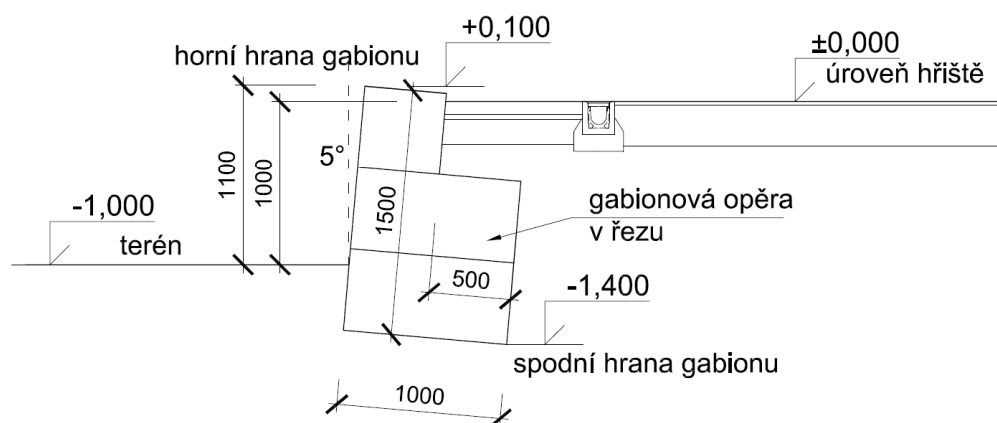 +0,100
horní hrana gabionu
±0,000
úroveň hřiště
5°
1100
1000
1500
-1,000
terén
gabionová opěra
v řezu
500
-1,400
spodní hrana gabionu
1000